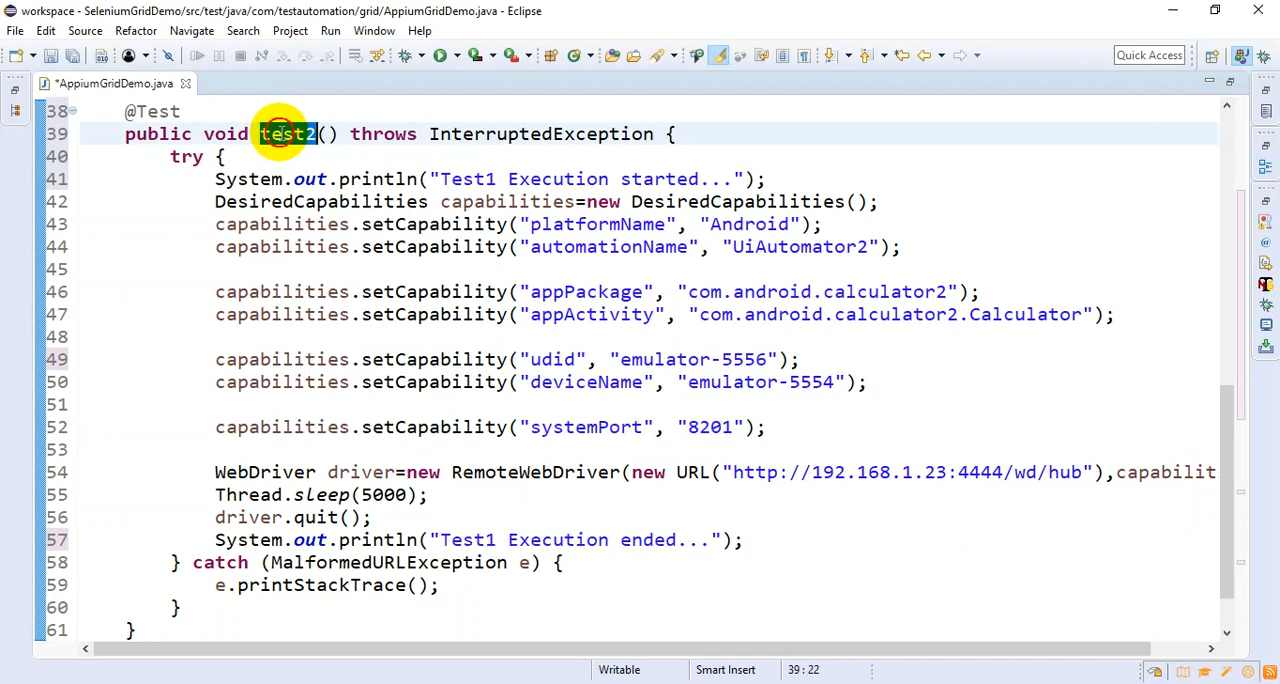 workspace - SeleniumGridDemo/src/test/java/com/testautomation/grid/AppiumGridDemo.java - Eclipse
File Edit Source Refactor Navigate Search Project Run Window Help
Quick Access
*AppiumGridDemo.java
38 @Test
39 public void test2() throws InterruptedException {
40 try {
41 System.out.println("Test1 Execution started...");
42 DesiredCapabilities capabilities=new DesiredCapabilities();
43 capabilities.setCapability("platformName", "Android");
44 capabilities.setCapability("automationName", "UiAutomator2");
45
46 capabilities.setCapability("appPackage", "com.android.calculator2");
47 capabilities.setCapability("appActivity", "com.android.calculator2.Calculator");
48
49 capabilities.setCapability("udid", "emulator-5556");
50 capabilities.setCapability("deviceName", "emulator-5554");
51
52 capabilities.setCapability("systemPort", "8201");
53
54 WebDriver driver=new RemoteWebDriver(new URL("http://192.168.1.23:4444/wd/hub"),capabiliti
55 Thread.sleep(5000);
56 driver.quit();
57 System.out.println("Test1 Execution ended...");
58 } catch (MalformedURLException e) {
59 e.printStackTrace();
60 }
61 }
Writable Smart Insert 39 : 22